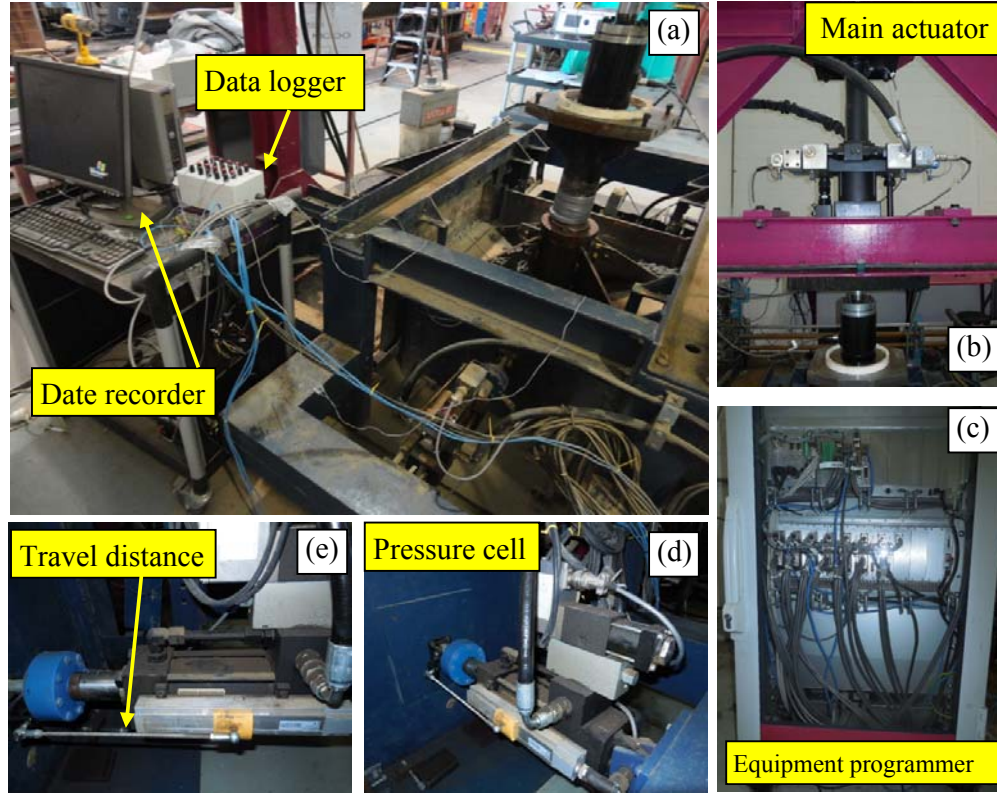 (a)
Data logger
Date recorder
Main actuator
(b)
(c)
Equipment programmer
Travel distance
(e)
Pressure cell
(d)